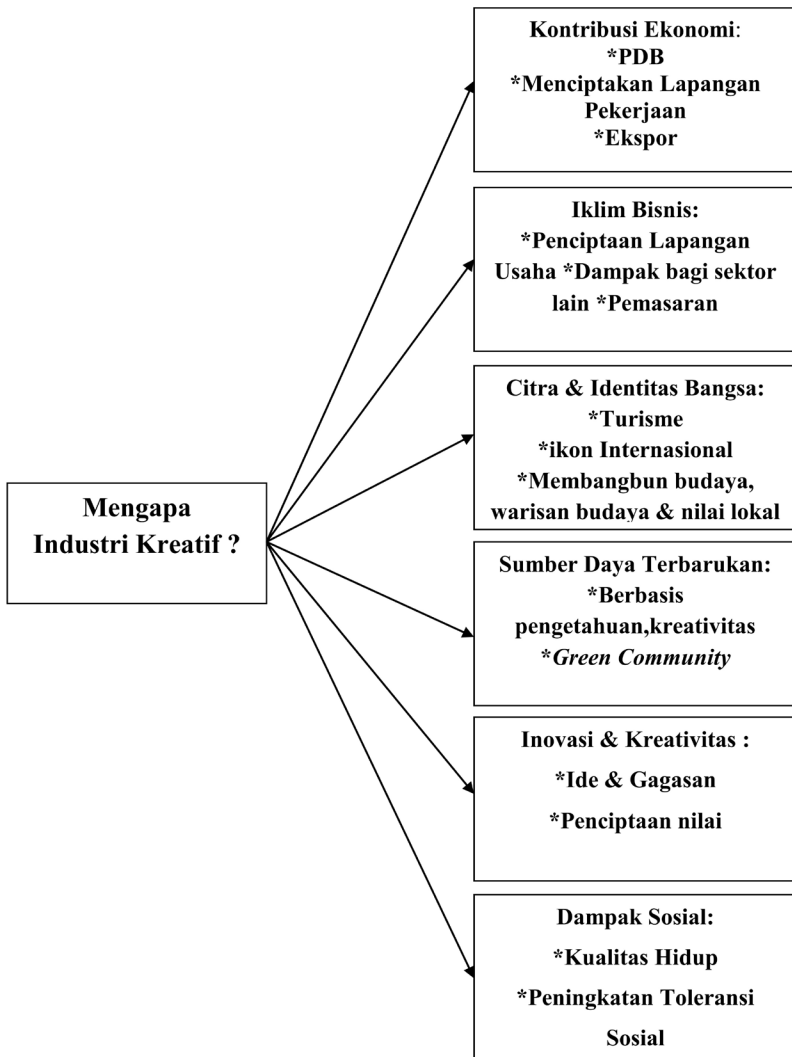 Kontribusi Ekonomi:
*PDB
*Menciptakan Lapangan
Pekerjaan
*Ekspor
Iklim Bisnis:
*Penciptaan Lapangan
Usaha *Dampak bagi sektor
lain *Pemasaran
Citra & Identitas Bangsa:
*Turisme
*ikon Internasional
*Membangbun budaya,
warisan budaya & nilai lokal
Mengapa
Industri Kreatif ?
Sumber Daya Terbarukan:
*Berbasis
pengetahuan,kreativitas
*Green Community
Inovasi & Kreativitas :
*Ide & Gagasan
*Penciptaan nilai
Dampak Sosial:
*Kualitas Hidup
*Peningkatan Toleransi
Sosial